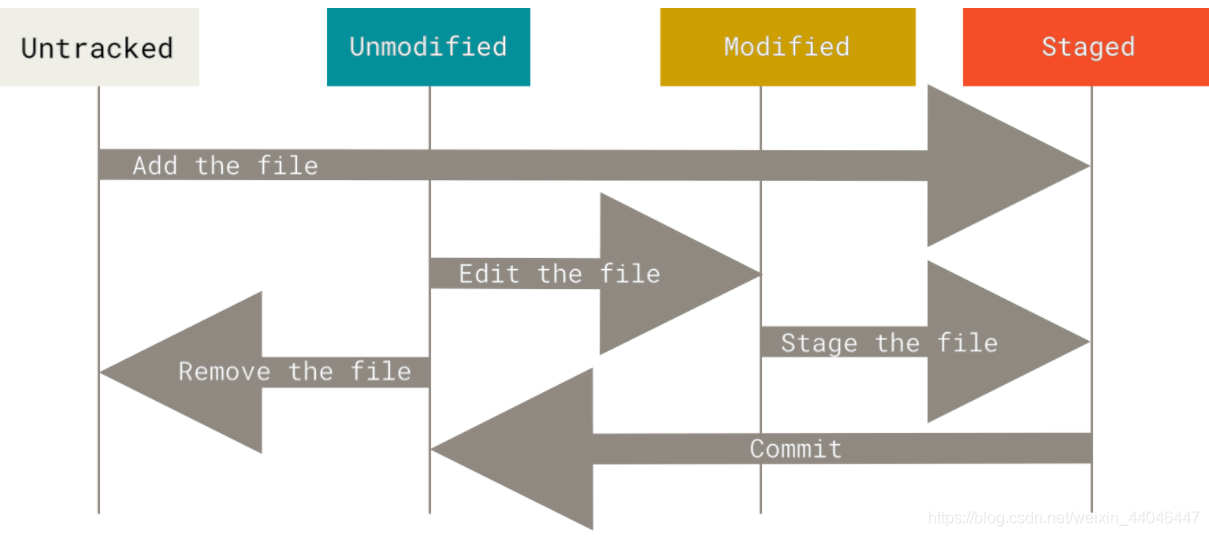 Untracked
Unmodified
Modified
Staged
Add the file
Edit the file
Stage the file
Remove the file
Commit
https://blog.csdn.net/weixin_44046447